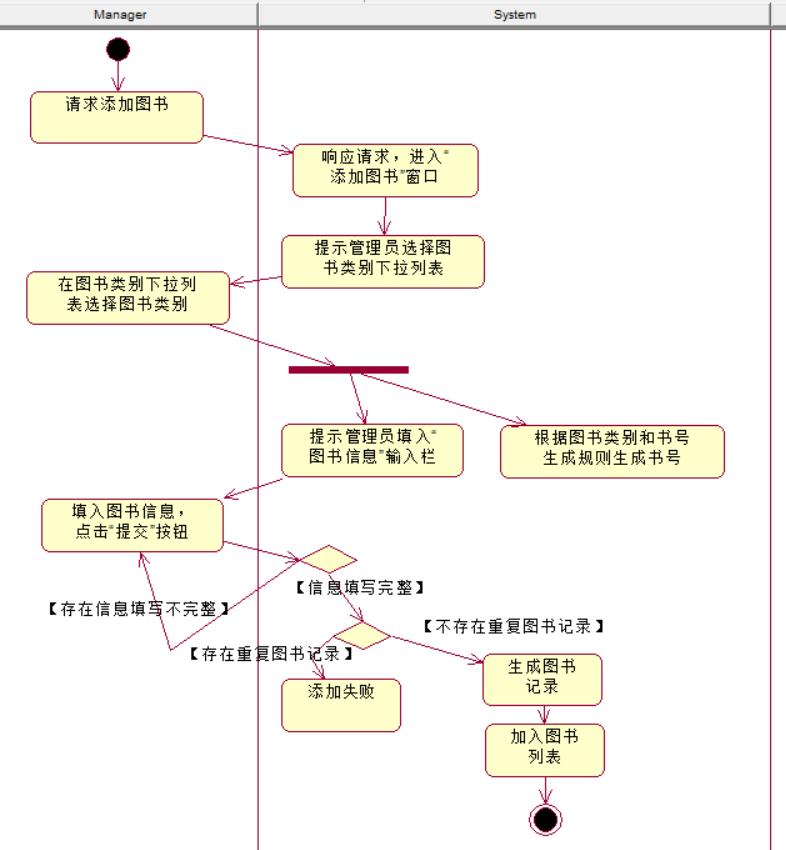 Manager
System
请求添加图书
响应请求，进入“
添加图书”窗口
提示管理员选择图
书类别下拉列表
在图书类别下拉列
表选择图书类别
提示管理员填入“
图书信息”输入栏
根据图书类别和书号
生成规则生成书号
填入图书信息，
点击“提交”按钮
【信息填写完整】
【存在信息填写不完整】
【不存在重复图书记录】
【存在重复图书记录】
生成图书
记录
添加失败
加入图书
列表